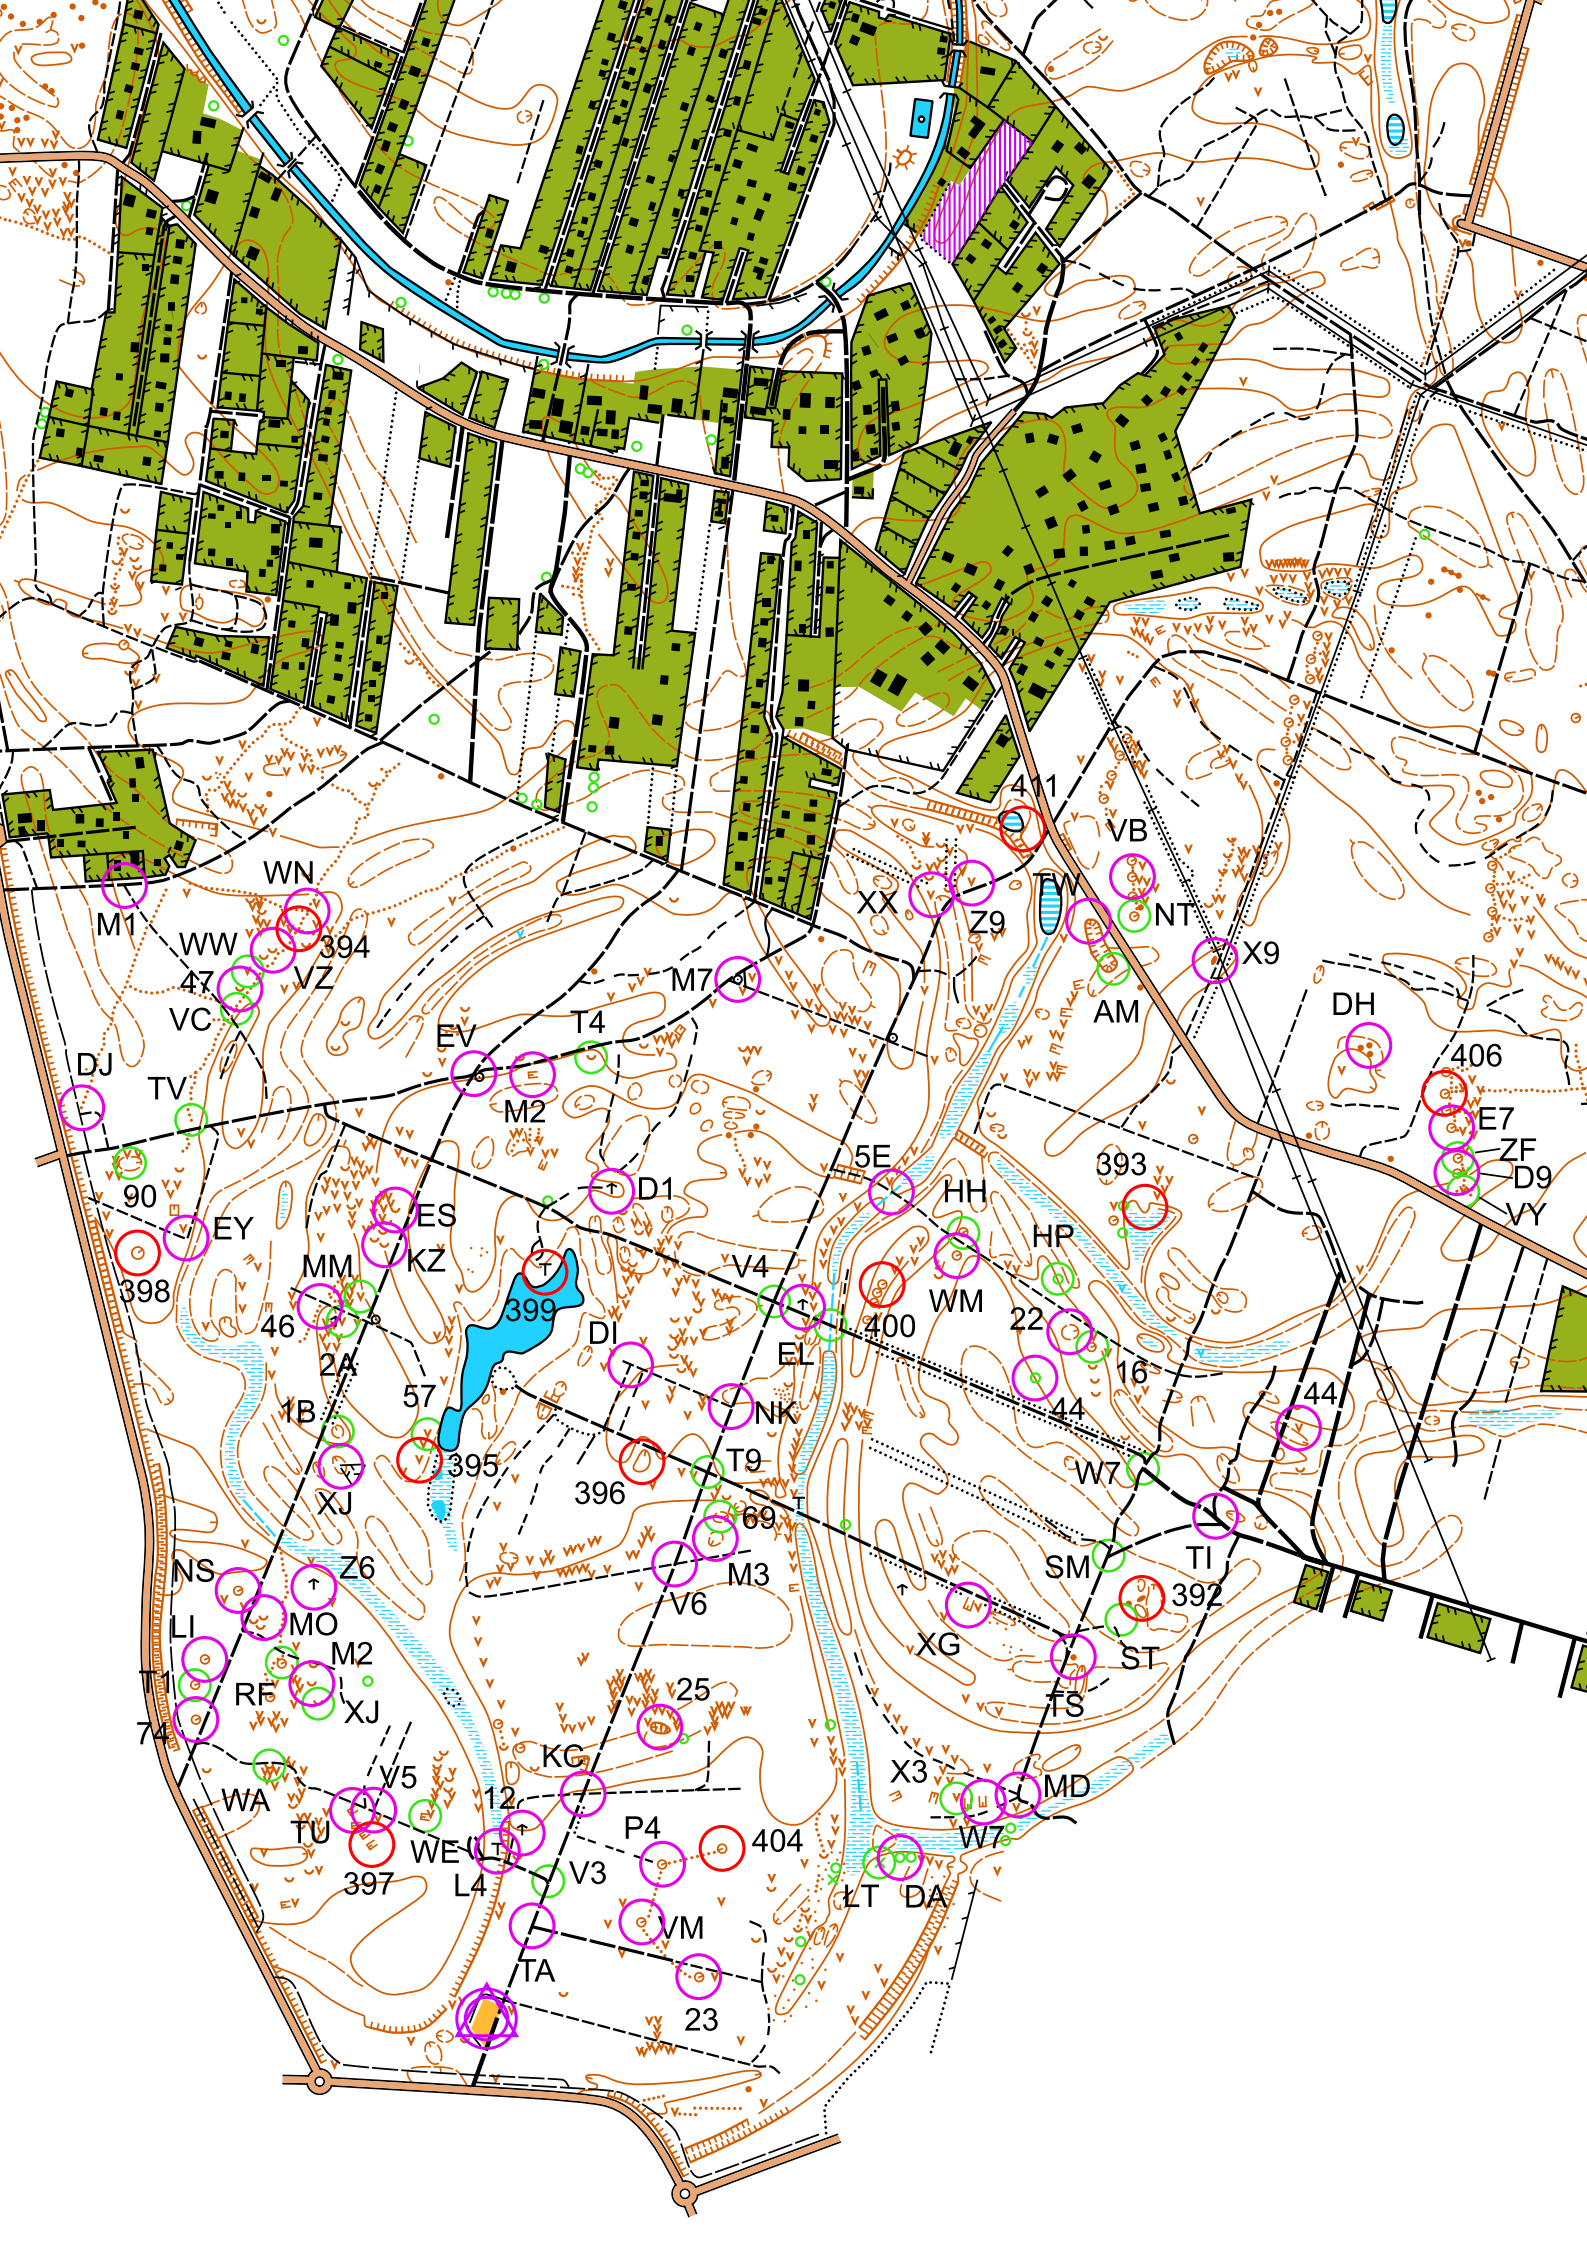 411
VB
TW
WN
XX
NT
M1
Z9
WW
394
X9
VZ
47
M7
DH
VC
AM
T4
EV
406
DJ
TV
M2
E7
ZF
5E
393
D9
90
D1
HH
ES
VY
EY
HP
KZ
MM
V4
398
WM
399
22
46
400
DI
EL
2A
16
57
44
44
1B
NK
T9
395
W7
396
XJ
69
NS
Z6
SM
TI
M3
392
V6
LI
MO
XG
M2
ST
T1
25
RF
TS
XJ
74
KC
X3
V5
MD
12
WA
P4
TU
W7
404
WE
V3
397
L4
ŁT
DA
VM
TA
23